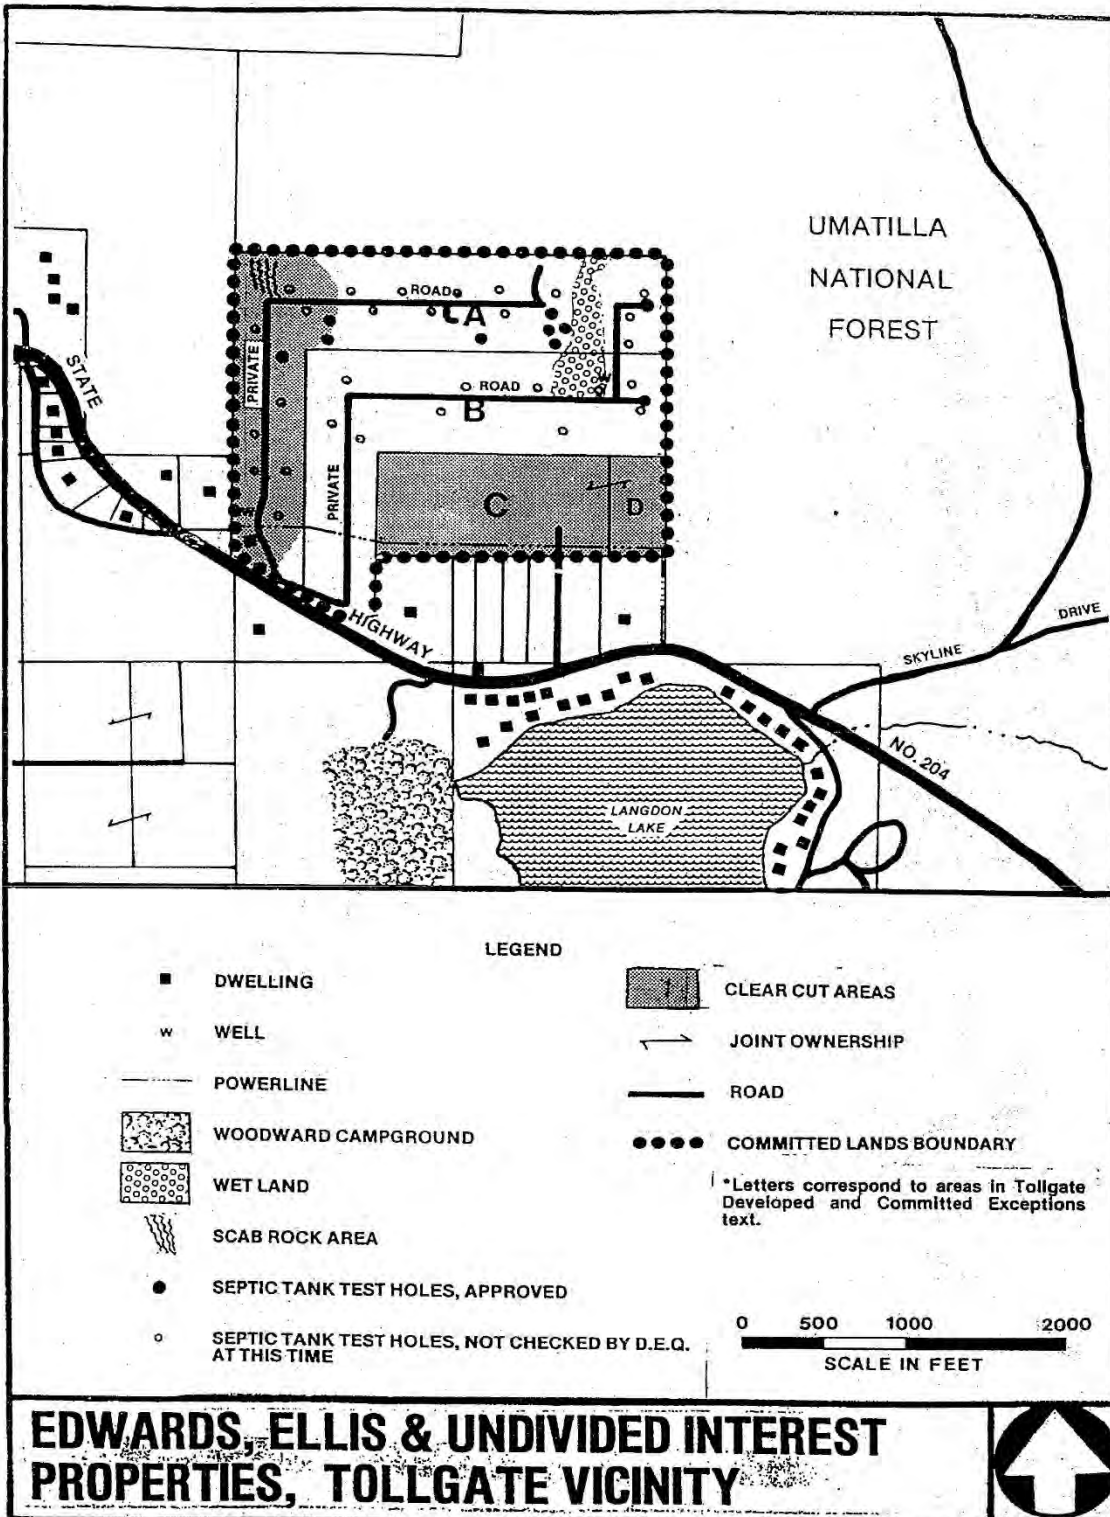 UMATILLA
NATIONAL
FOREST
STATE
PRIVATE
ROAD
A
ROAD
B
PRIVATE
W
C
D
HIGHWAY
SKYLINE
DRIVE
NO. 204
LANGDON
LAKE
LEGEND
DWELLING
W WELL
POWERLINE
WOODWARD CAMPGROUND
WET LAND
SCAB ROCK AREA
SEPTIC TANK TEST HOLES, APPROVED
SEPTIC TANK TEST HOLES, NOT CHECKED BY D.E.Q.
AT THIS TIME
CLEAR CUT AREAS
JOINT OWNERSHIP
ROAD
COMMITTED LANDS BOUNDARY
*Letters correspond to areas in Tollgate
Developed and Committed Exceptions
text.
0 500 1000 2000
SCALE IN FEET
EDWARDS, ELLIS & UNDIVIDED INTEREST
PROPERTIES, TOLLGATE VICINITY